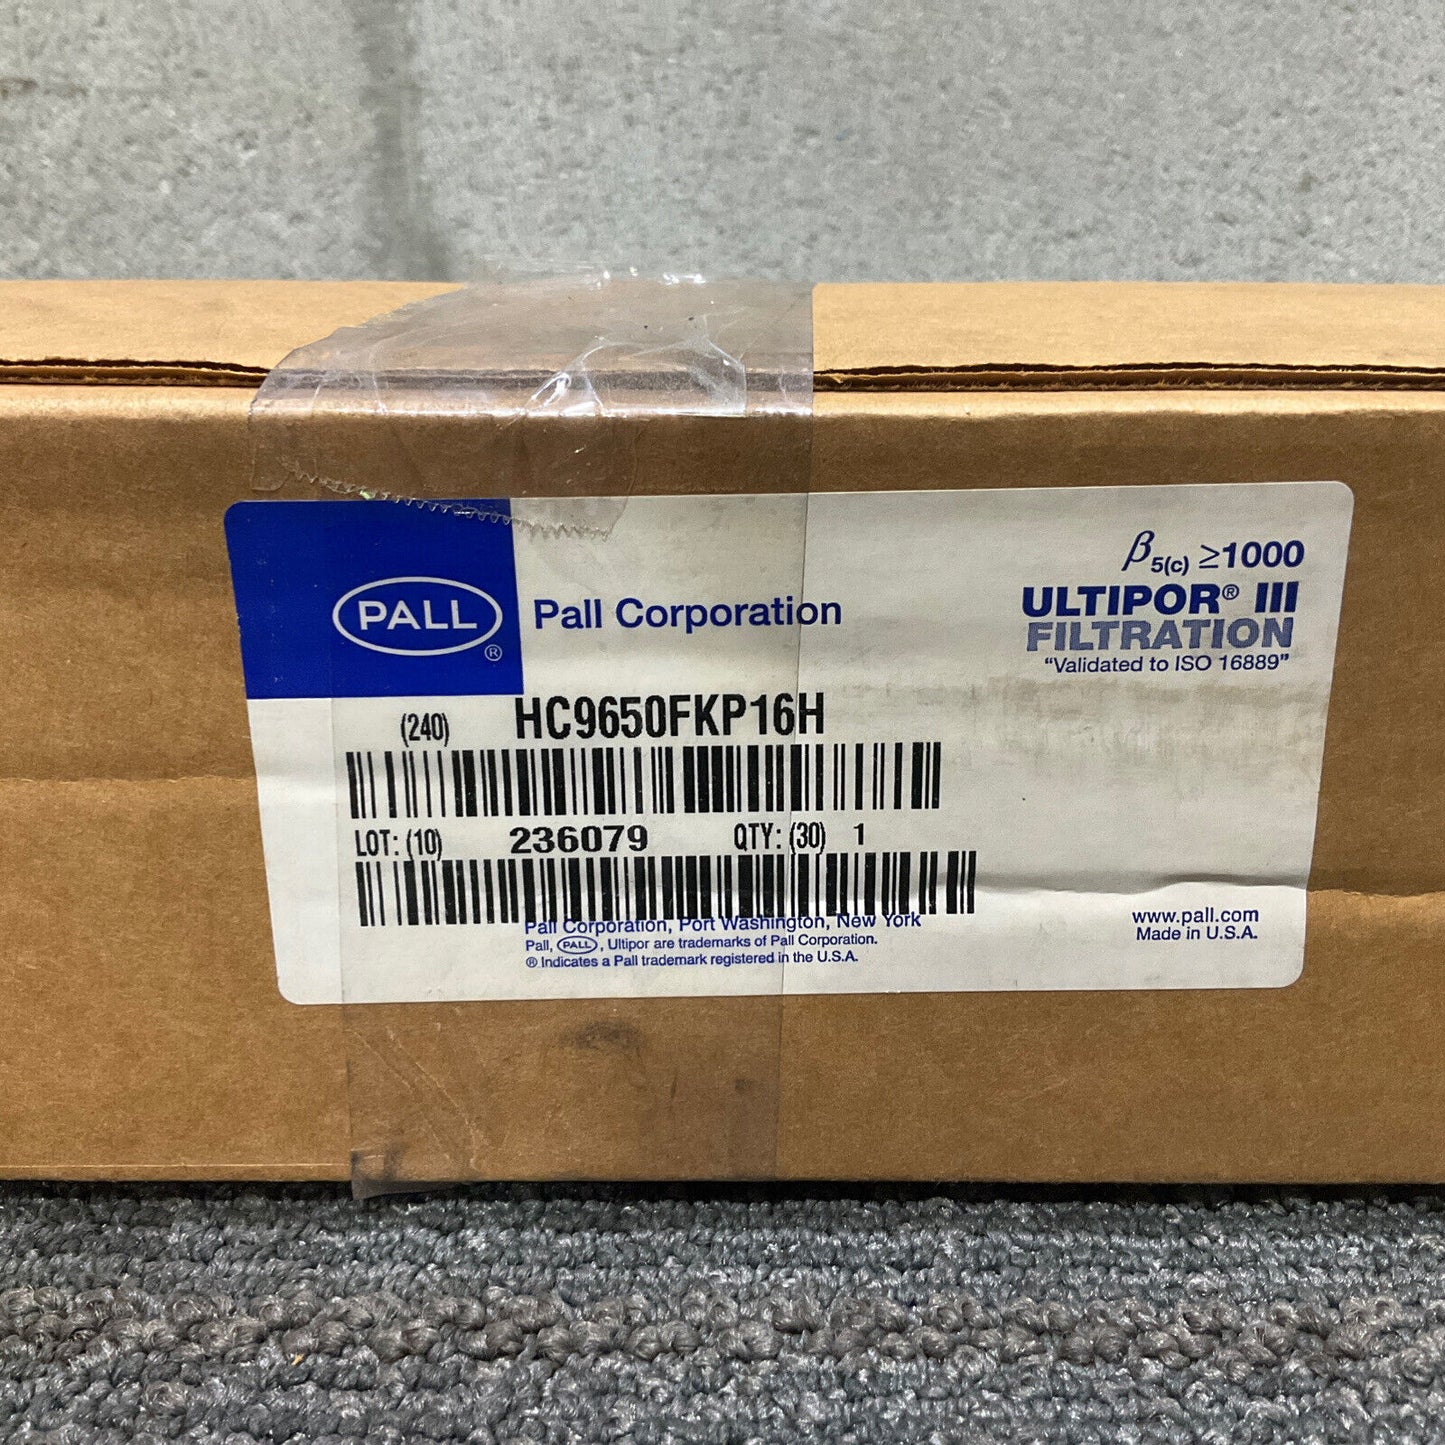 PALL ®
Pall Corporation
β5(c) ≥1000
ULTIPOR® III
FILTRATION
"Validated to ISO 16889"
(240) HC9650FKP16H
LOT: (10) 236079 QTY: (30) 1
Pall Corporation, Port Washington, New York
Pall, PALL, Ultipor are trademarks of Pall Corporation.
® Indicates a Pall trademark registered in the U.S.A.
www.pall.com
Made in U.S.A.